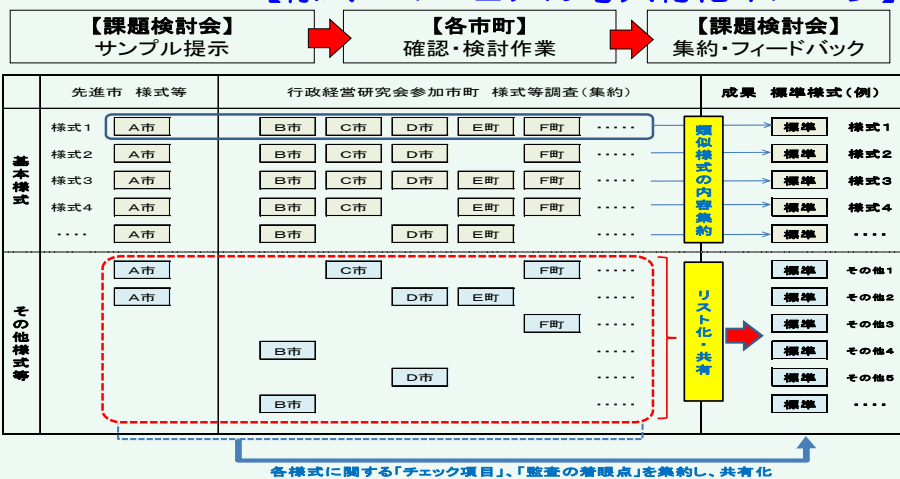 【課題検討会】
サンプル提示
【各市町】
確認・検討作業
【課題検討会】
集約・フィードバック
先進市 様式等
行政経営研究会参加市町 様式等調査(集約)
成果 標準様式(例)
基本様式
様式1 A市 B市 C市 D市 E町 F町 ‥‥‥ 標準 様式1
様式2 A市 B市 C市 D市 F町 ‥‥‥ 標準 様式2
様式3 A市 B市 C市 D市 E町 F町 ‥‥‥ 標準 様式3
様式4 A市 B市 C市 E町 F町 ‥‥‥ 標準 様式4
‥‥ A市 B市 D市 E町 ‥‥‥ 標準 ‥‥
類似様式の内容集約
その他様式等
A市 C市 F町 ‥‥‥ 標準 その他1
A市 D市 E町 ‥‥‥ 標準 その他2
F町 ‥‥‥ 標準 その他3
B市 ‥‥‥ 標準 その他4
D市 ‥‥‥ 標準 その他5
B市 ‥‥‥ 標準 ‥‥
リスト化・共有
各様式に関する「チェック項目」、「監査の着眼点」を集約し、共有化